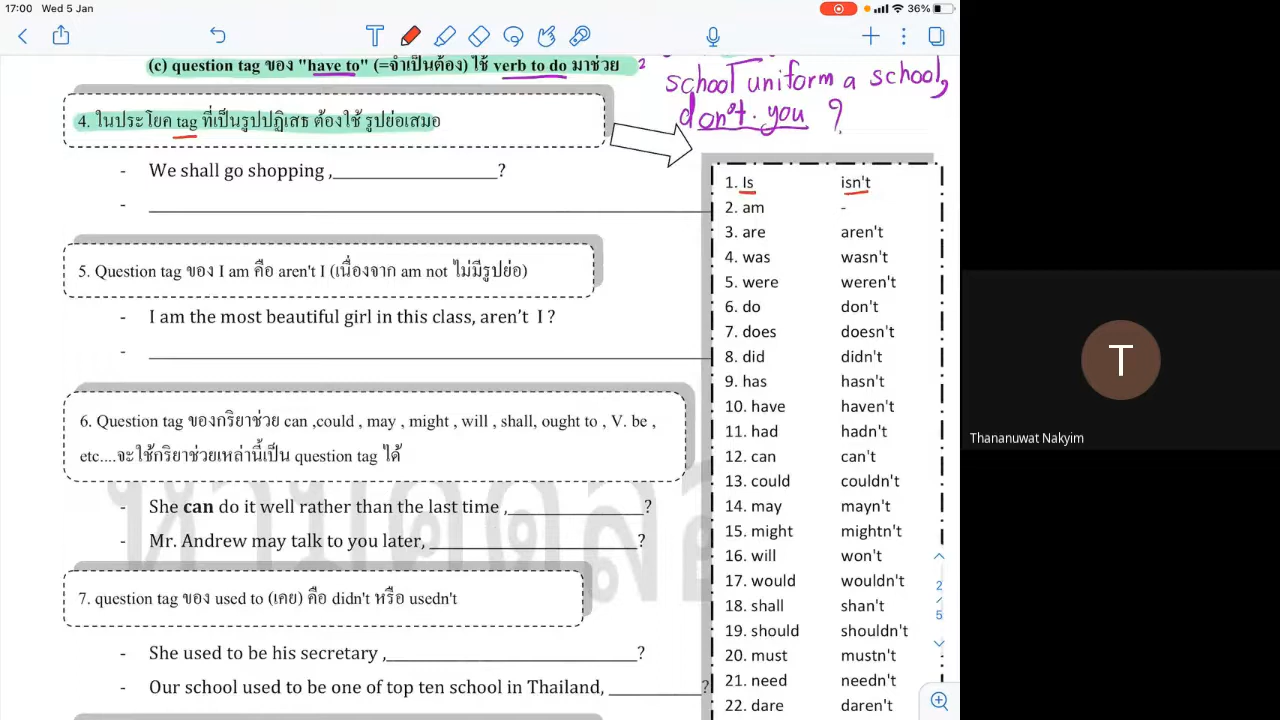 17:00 Wed 5 Jan
36%
(c) question tag ของ "have to" (=จำเป็นต้อง) ใช้ verb to do มาช่วย 2
school uniform a school,
don't you ?
4. ในประโยค tag ที่เป็นรูปปฏิเสธ ต้องใช้ รูปย่อเสมอ
- We shall go shopping ,__________________?
- ______________________________
5. Question tag ของ I am คือ aren't I (เนื่องจาก am not ไม่มีรูปย่อ)
- I am the most beautiful girl in this class, aren't I ?
- ______________________________
6. Question tag ของกริยาช่วย can ,could , may , might , will , shall, ought to , V. be ,
etc....จะใช้กริยาช่วยเหล่านี้เป็น question tag ได้
- She can do it well rather than the last time ,_______________?
- Mr. Andrew may talk to you later, _______________________?
7. question tag ของ used to (เคย) คือ didn't หรือ usedn't
- She used to be his secretary ,___________________________?
- Our school used to be one of top ten school in Thailand, __________?
1. Is isn't
2. am -
3. are aren't
4. was wasn't
5. were weren't
6. do don't
7. does doesn't
8. did didn't
9. has hasn't
10. have haven't
11. had hadn't
12. can can't
13. could couldn't
14. may mayn't
15. might mightn't
16. will won't
17. would wouldn't
18. shall shan't
19. should shouldn't
20. must mustn't
21. need needn't
22. dare daren't
2
5
T
Thananuwat Nakyim